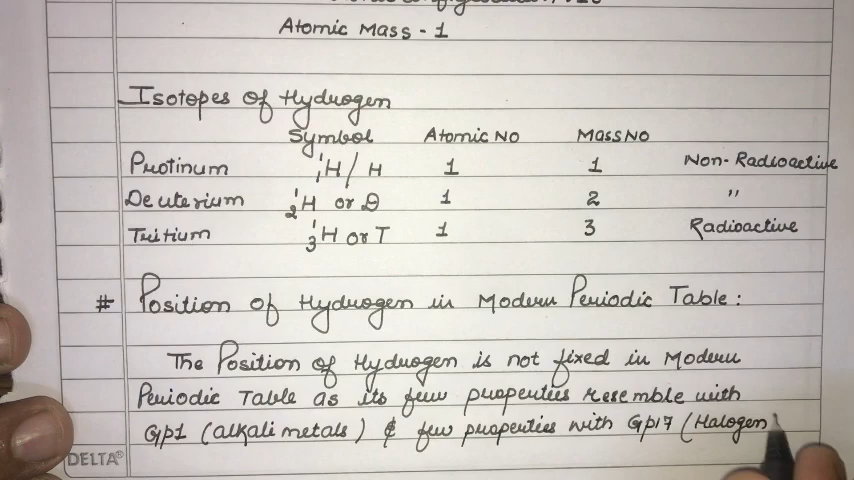 Atomic Mass - 1
Isotopes of Hydrogen
Symbol Atomic No Mass No
Protinum ¹₁H / H 1 1 Non-Radioactive
Deuterium ¹₂H or D 1 2 "
Tritium ¹₃H or T 1 3 Radioactive
# Position of Hydrogen in Modern Periodic Table :
The Position of Hydrogen is not fixed in Modern
Periodic Table as its few properties resemble with
Gp1 (alkali metals) & few properties with Gp17 (Halogen
DELTA®